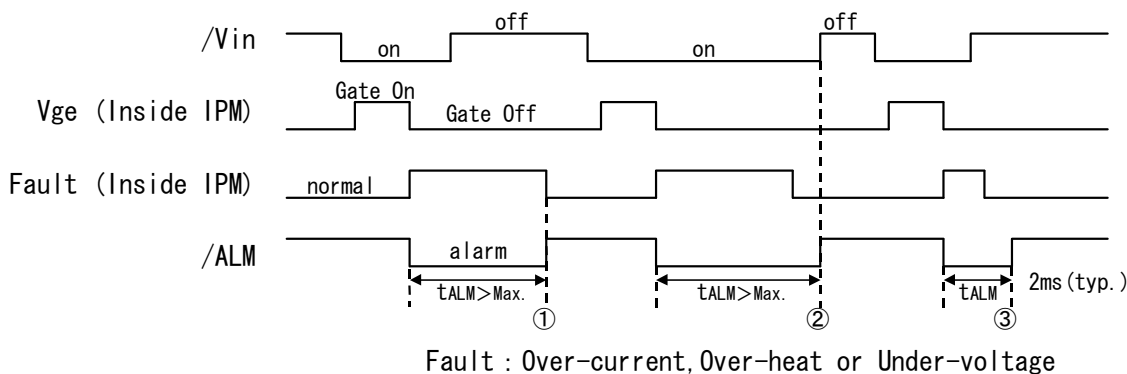 /Vin
on
off
on
off
Vge (Inside IPM)
Gate On
Gate Off
Fault (Inside IPM)
normal
/ALM
alarm
tALM>Max.
tALM>Max.
tALM
2ms(typ.)
①
②
③
Fault : Over-current, Over-heat or Under-voltage